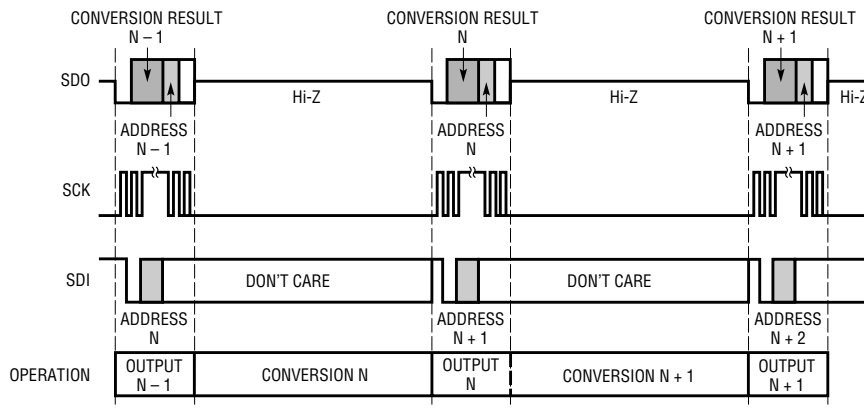 CONVERSION RESULT CONVERSION RESULT CONVERSION RESULT
N – 1 N N + 1
SDO Hi-Z Hi-Z Hi-Z
ADDRESS ADDRESS ADDRESS
N – 1 N N + 1
SCK
SDI DON'T CARE DON'T CARE
ADDRESS ADDRESS ADDRESS
N N + 1 N + 2
OPERATION OUTPUT N – 1 CONVERSION N OUTPUT N CONVERSION N + 1 OUTPUT N + 1